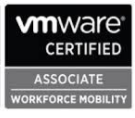 vmware
CERTIFIED
ASSOCIATE
WORKFORCE MOBILITY